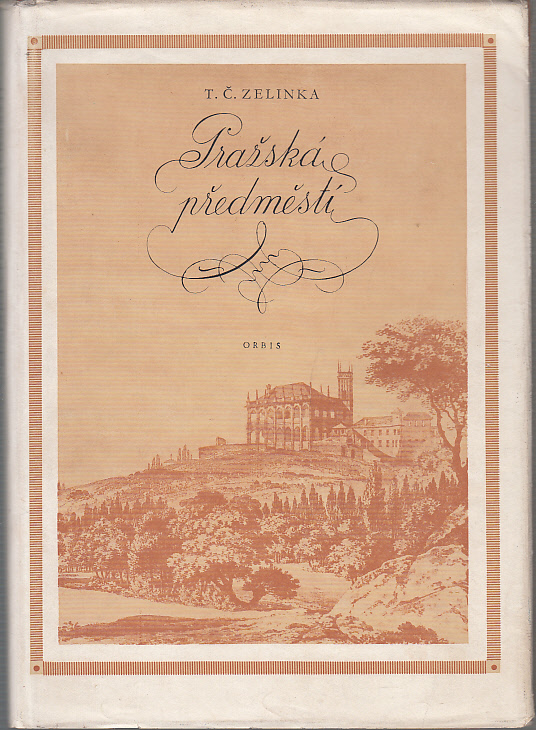 T. Č. ZELINKA
Pražská
předměstí
ORBIS